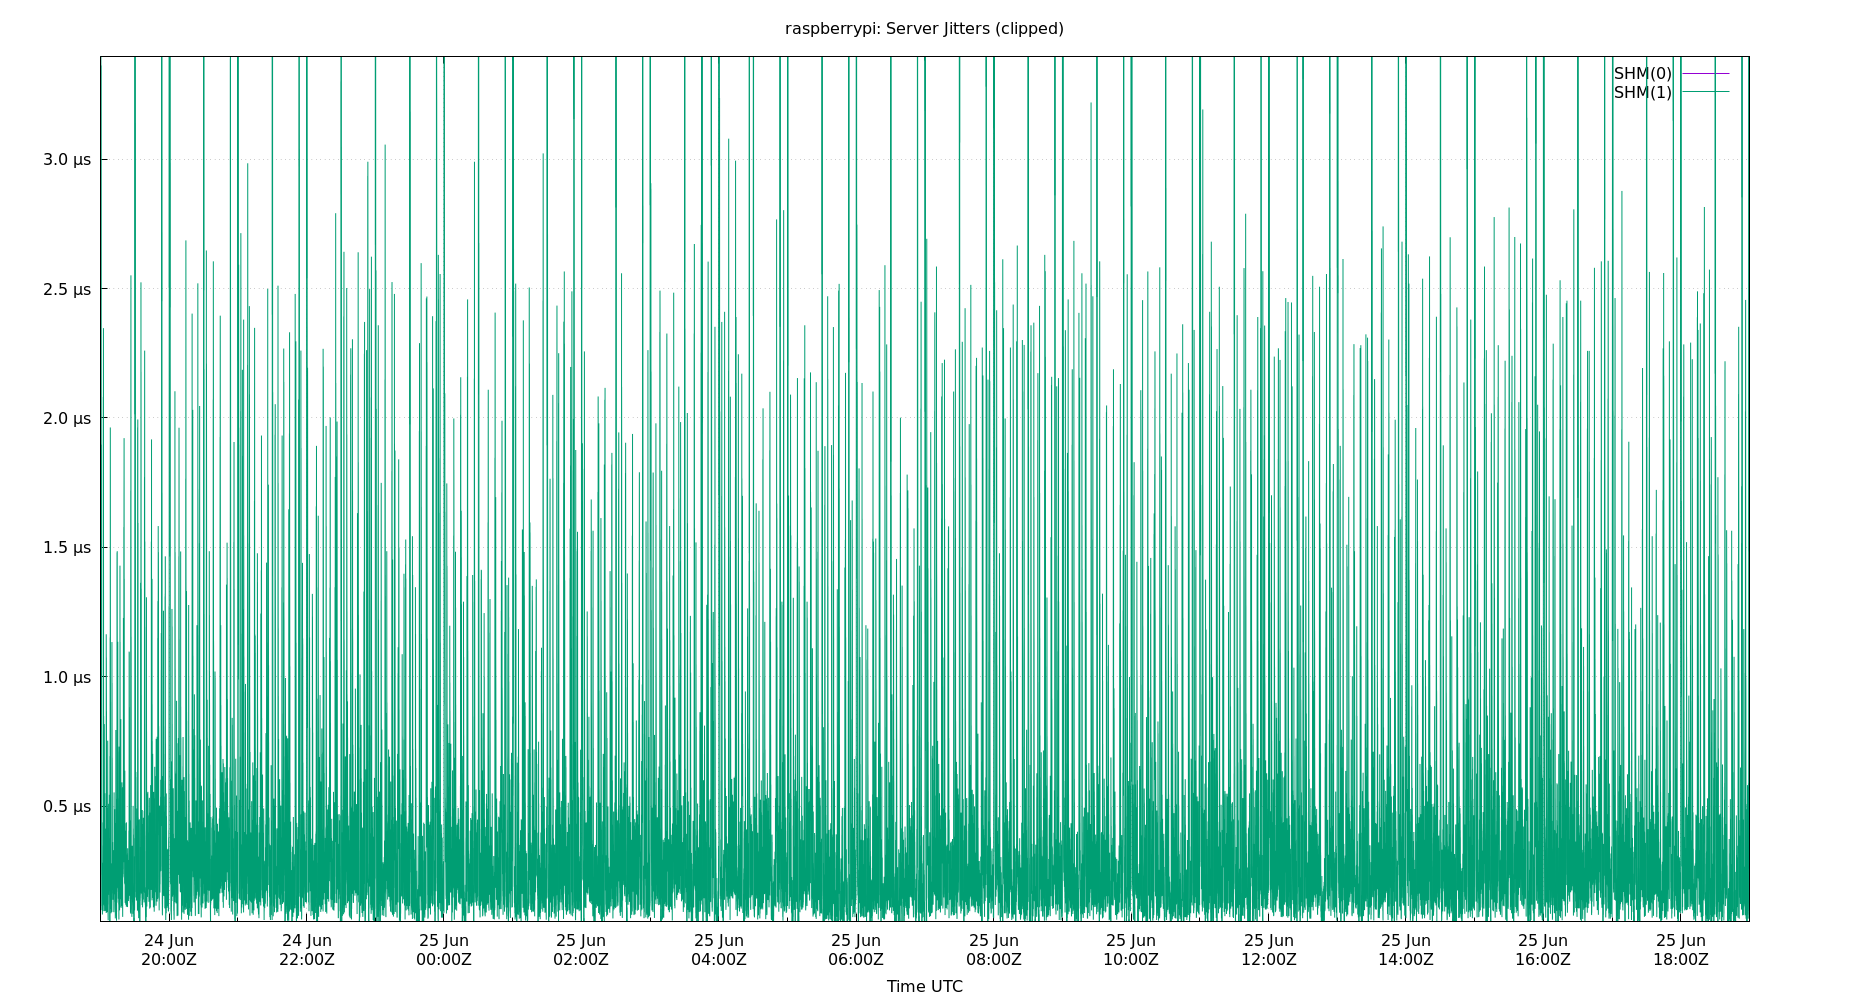 raspberrypi: Server Jitters (clipped)
SHM(0)
SHM(1)
3.0 µs
2.5 µs
2.0 µs
1.5 µs
1.0 µs
0.5 µs
24 Jun 24 Jun 25 Jun 25 Jun 25 Jun 25 Jun 25 Jun 25 Jun 25 Jun 25 Jun 25 Jun 25 Jun
20:00Z 22:00Z 00:00Z 02:00Z 04:00Z 06:00Z 08:00Z 10:00Z 12:00Z 14:00Z 16:00Z 18:00Z
Time UTC